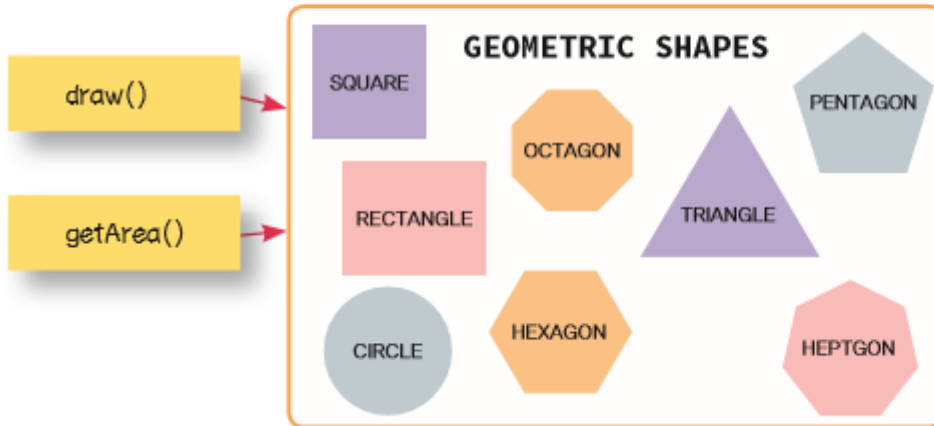 draw()
getArea()
GEOMETRIC SHAPES
SQUARE
OCTAGON
PENTAGON
RECTANGLE
TRIANGLE
CIRCLE
HEXAGON
HEPTGON